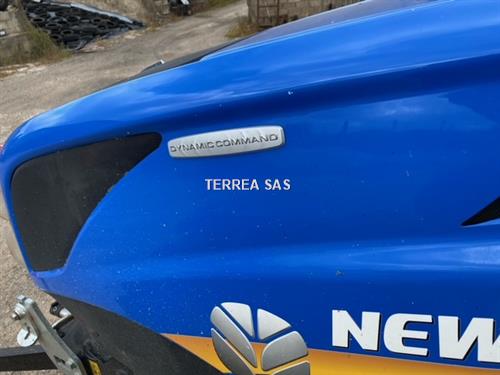 DYNAMIC COMMAND
TERREA SAS
NEW